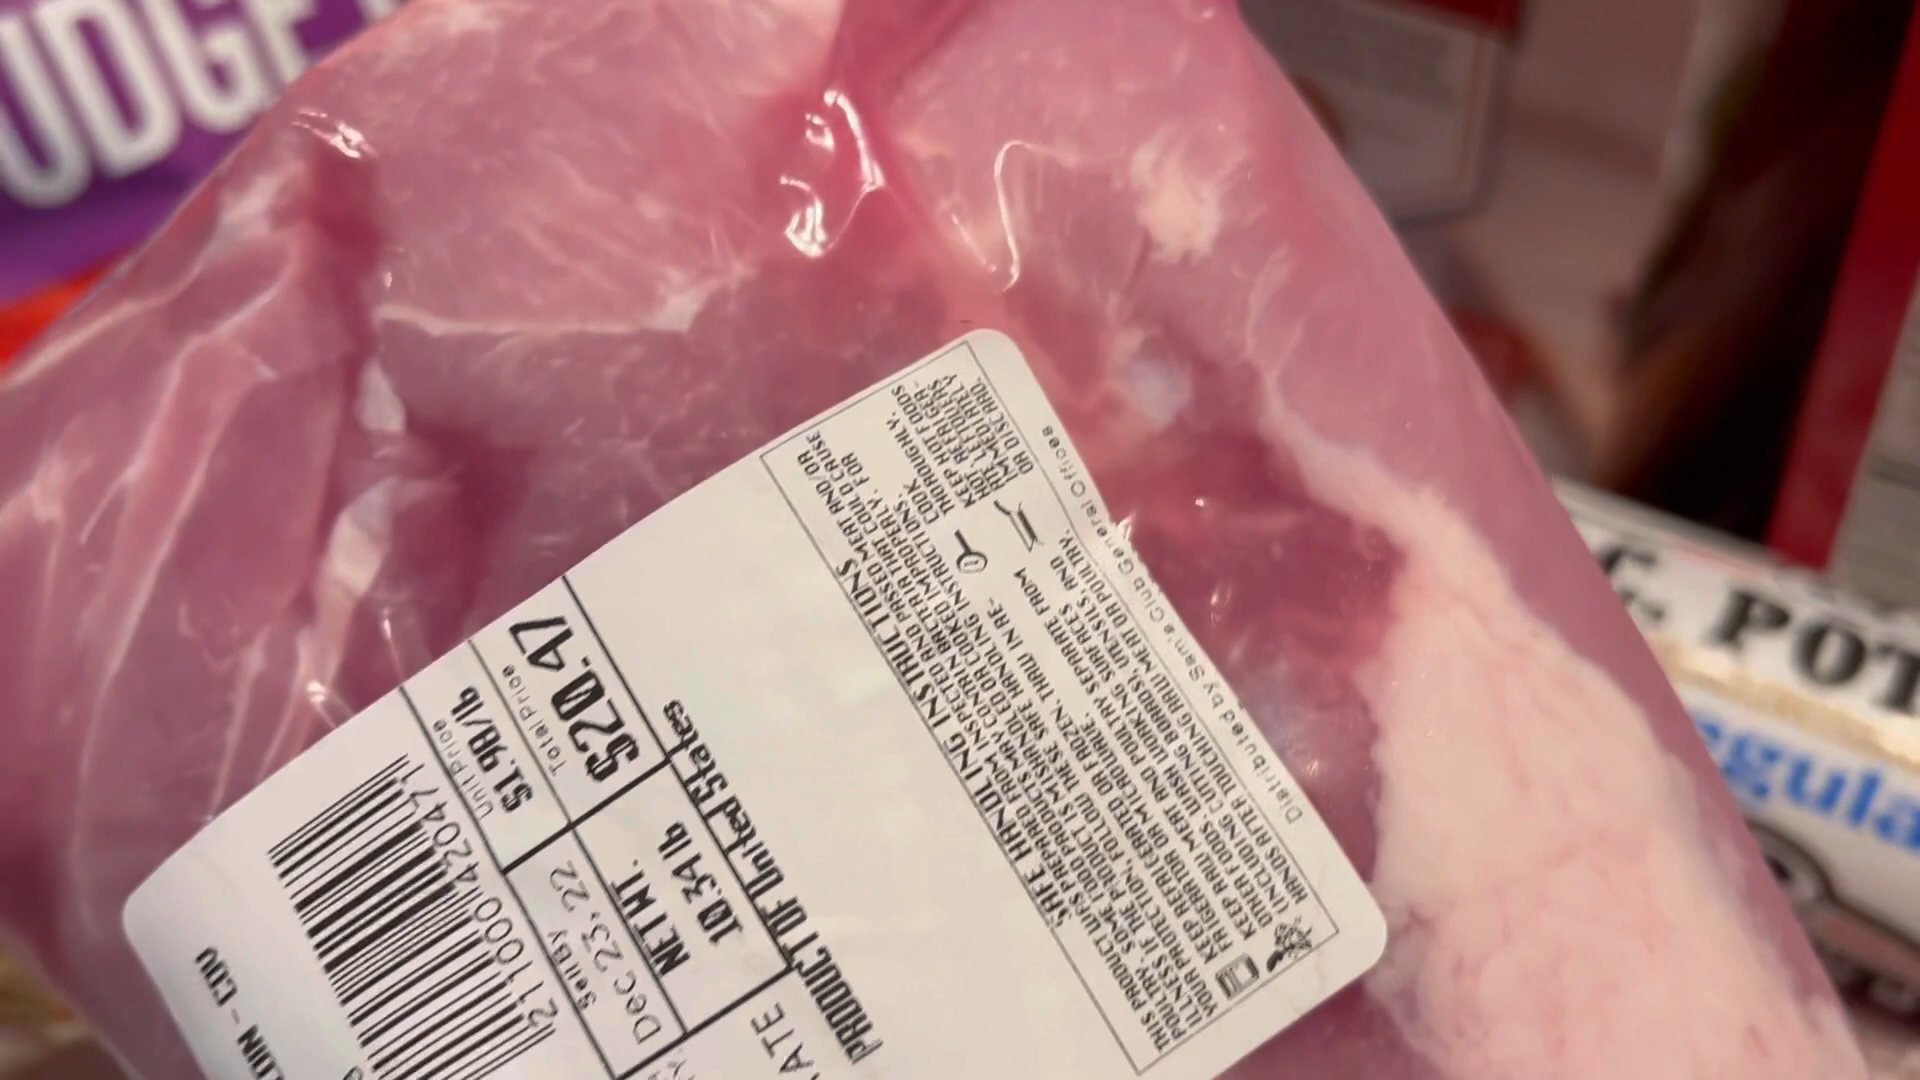 UDGE
Unit Price
$1.98/lb
Total Price
$20.47
Sell By
Dec 23, 22
NET WT.
10.34 lb
PRODUCT OF United States
SAFE HANDLING INSTRUCTIONS
THIS PRODUCT WAS PREPARED FROM INSPECTED AND PASSED MEAT AND/OR
POULTRY. SOME FOOD PRODUCTS MAY CONTAIN BACTERIA THAT COULD CAUSE
ILLNESS IF THE PRODUCT IS MISHANDLED OR COOKED IMPROPERLY. FOR
YOUR PROTECTION, FOLLOW THESE SAFE HANDLING INSTRUCTIONS.
KEEP REFRIGERATED OR FROZEN. THAW IN RE-
FRIGERATOR OR MICROWAVE.
KEEP RAW MEAT AND POULTRY SEPARATE FROM
OTHER FOODS. WASH WORKING SURFACES
(INCLUDING CUTTING BOARDS), UTENSILS, AND
HANDS AFTER TOUCHING RAW MEAT OR POULTRY.
COOK
THOROUGHLY.
KEEP HOT FOODS
HOT. REFRIGER-
IMMEDIATELY
OR DISCARD.
Distributed by Sam's Club General Offices
POT
gula